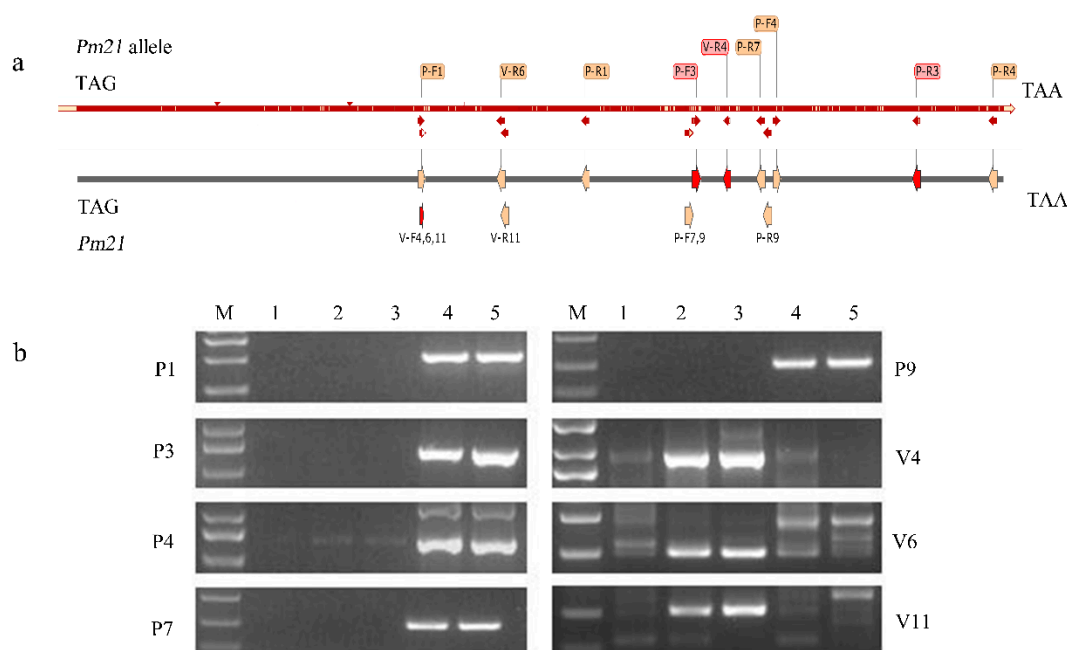 a
Pm21 allele
TAG
P-F1
V-R6
P-R1
P-F3
V-R4
P-R7
P-F4
P-R3
P-R4
TAA
TAG
TAA
Pm21
V-F4,6,11
V-R11
P-F7,9
P-R9
b
M 1 2 3 4 5
P1
P3
P4
P7
M 1 2 3 4 5
P9
V4
V6
V11